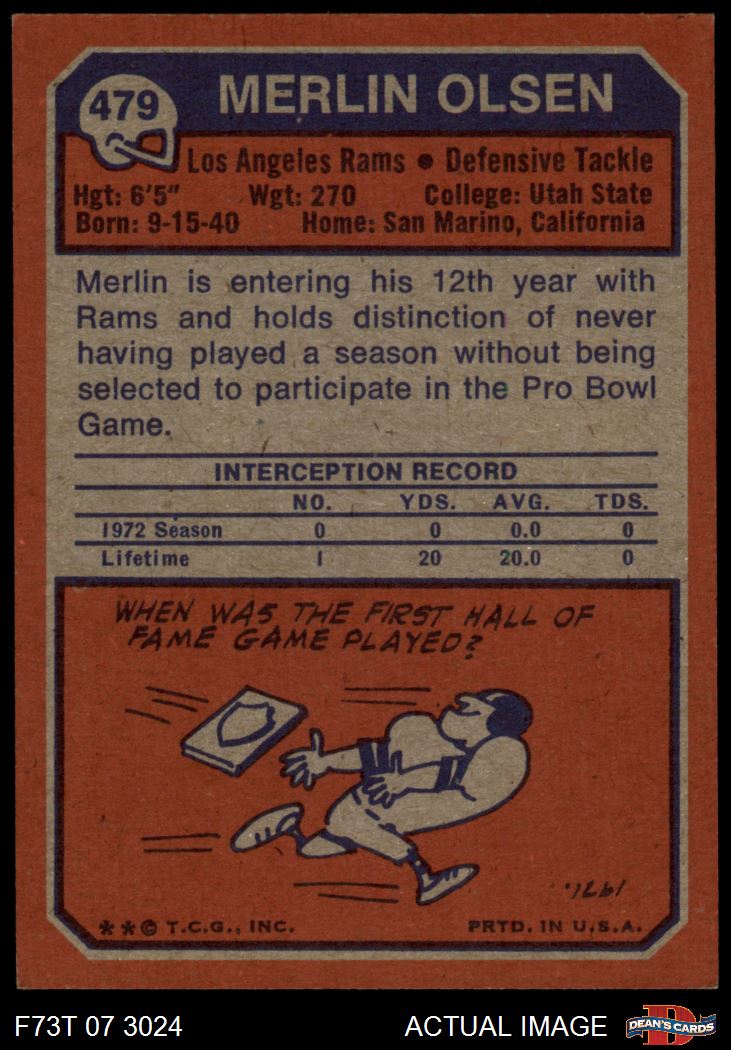 479
MERLIN OLSEN
Los Angeles Rams • Defensive Tackle
Hgt: 6'5" Wgt: 270 College: Utah State
Born: 9-15-40 Home: San Marino, California
Merlin is entering his 12th year with
Rams and holds distinction of never
having played a season without being
selected to participate in the Pro Bowl
Game.
INTERCEPTION RECORD
NO. YDS. AVG. TDS.
1972 Season 0 0 0.0 0
Lifetime 1 20 20.0 0
WHEN WAS THE FIRST HALL OF
FAME GAME PLAYED?
1971.
**© T.C.G., INC. PRTD. IN U.S.A.
F73T 07 3024 ACTUAL IMAGE
D
DEAN'S CARDS